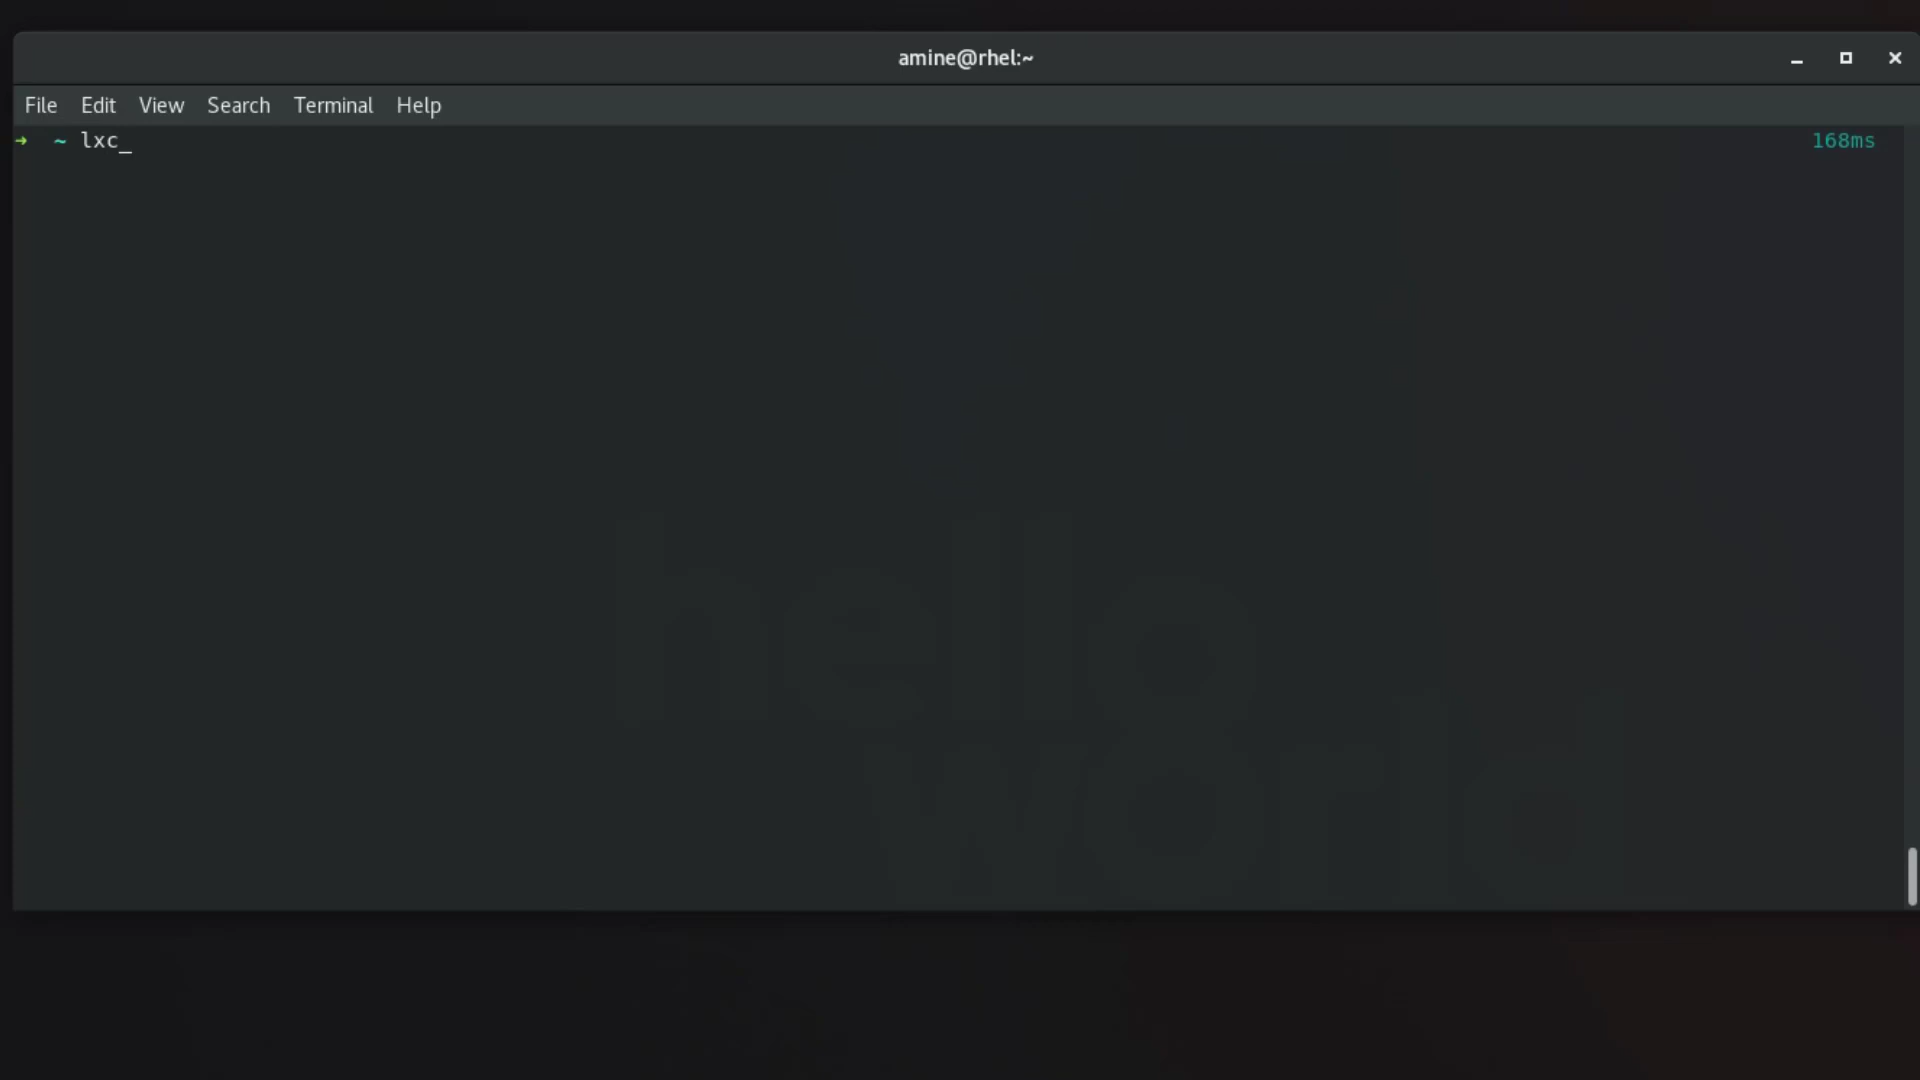 amine@rhel:~
File Edit View Search Terminal Help
➜ ~ lxc_ 168ms
hello
world